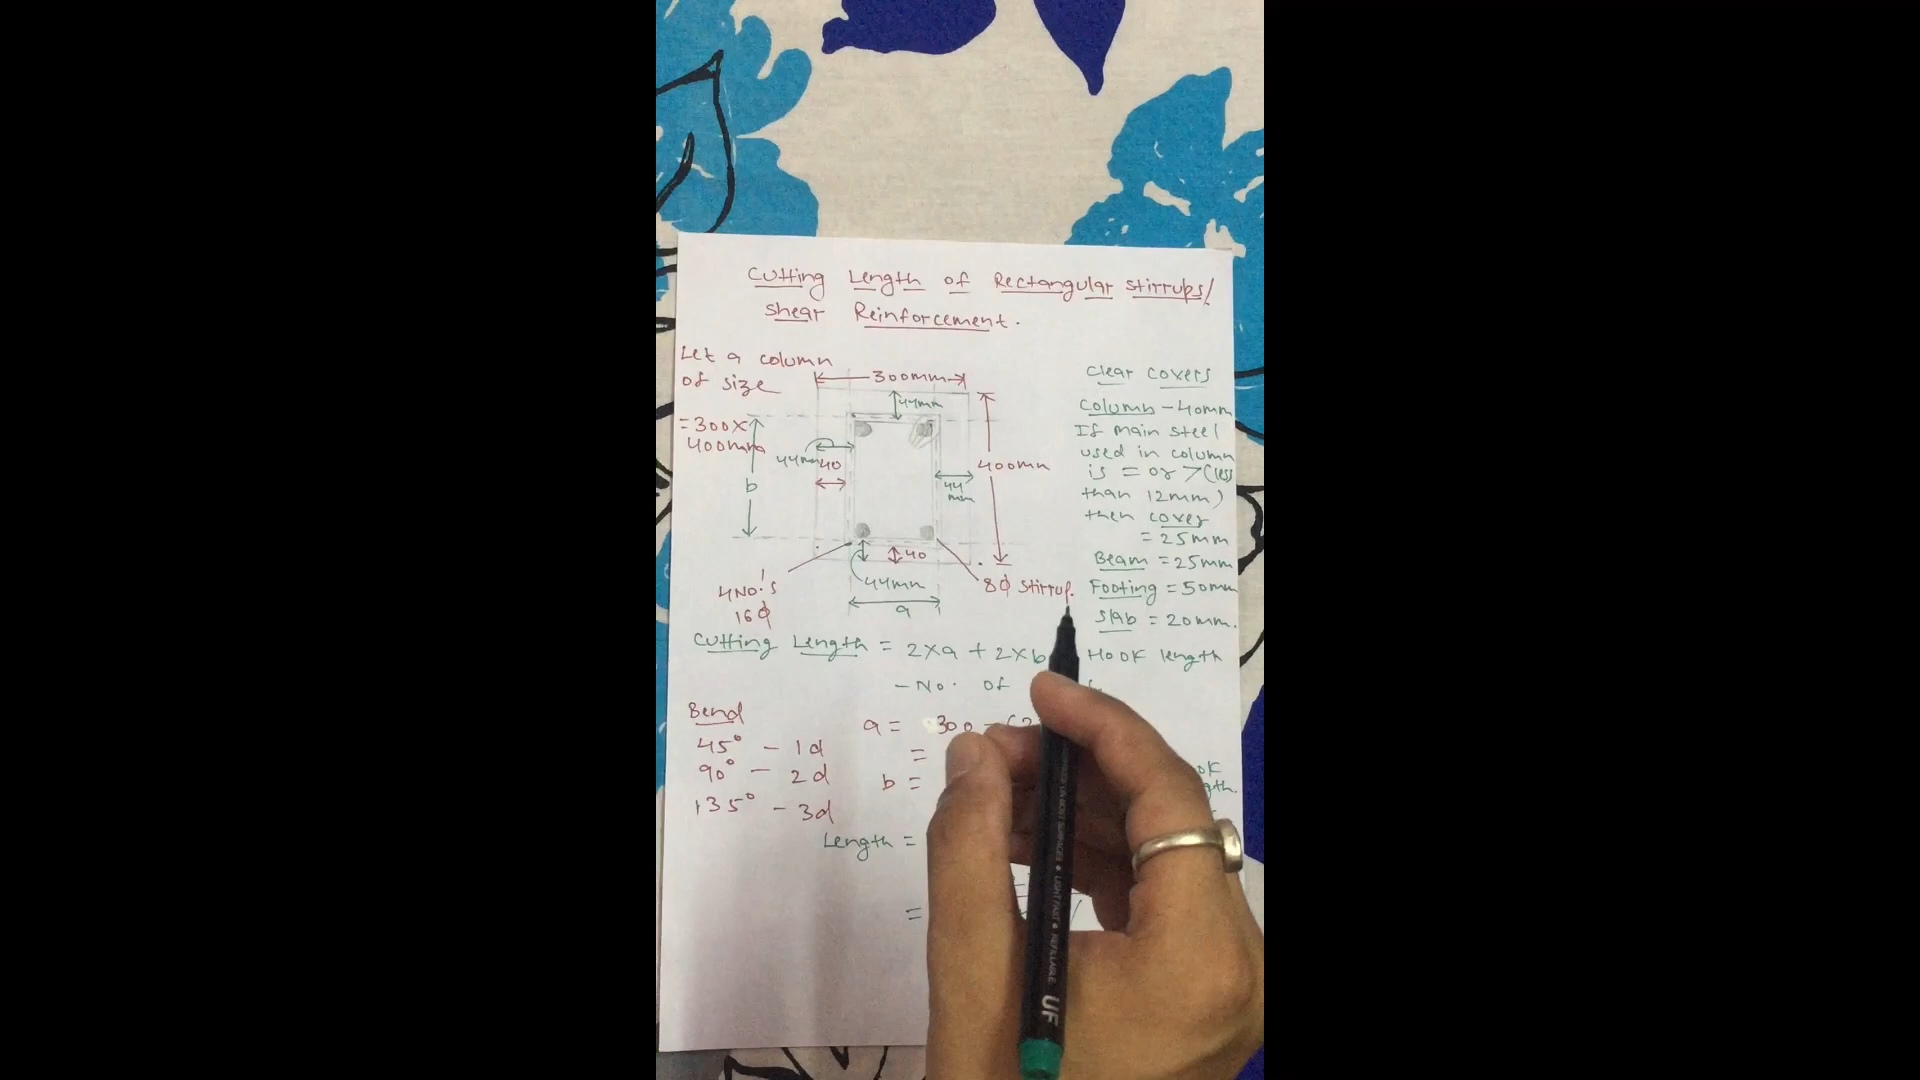 Cutting Length of Rectangular stirrups/
shear Reinforcement.
Let a column
of size
=300x
400mm
300mm
44mm
44mm
40
b
400mm
44
mm
40
44mm
a
4No!s
16ϕ
8ϕ stirrup.
clear covers
Column - 40mm
If main steel
used in column
is = or > (less
than 12mm)
then cover
= 25mm
Beam = 25mm
Footing = 50mm
Slab = 20mm.
Cutting Length = 2xa + 2xb Hook length
- No. of
Bend
45° - 1d
90° - 2d
135° - 3d
a = 300 - (2
=
b =
Length =
=
UF